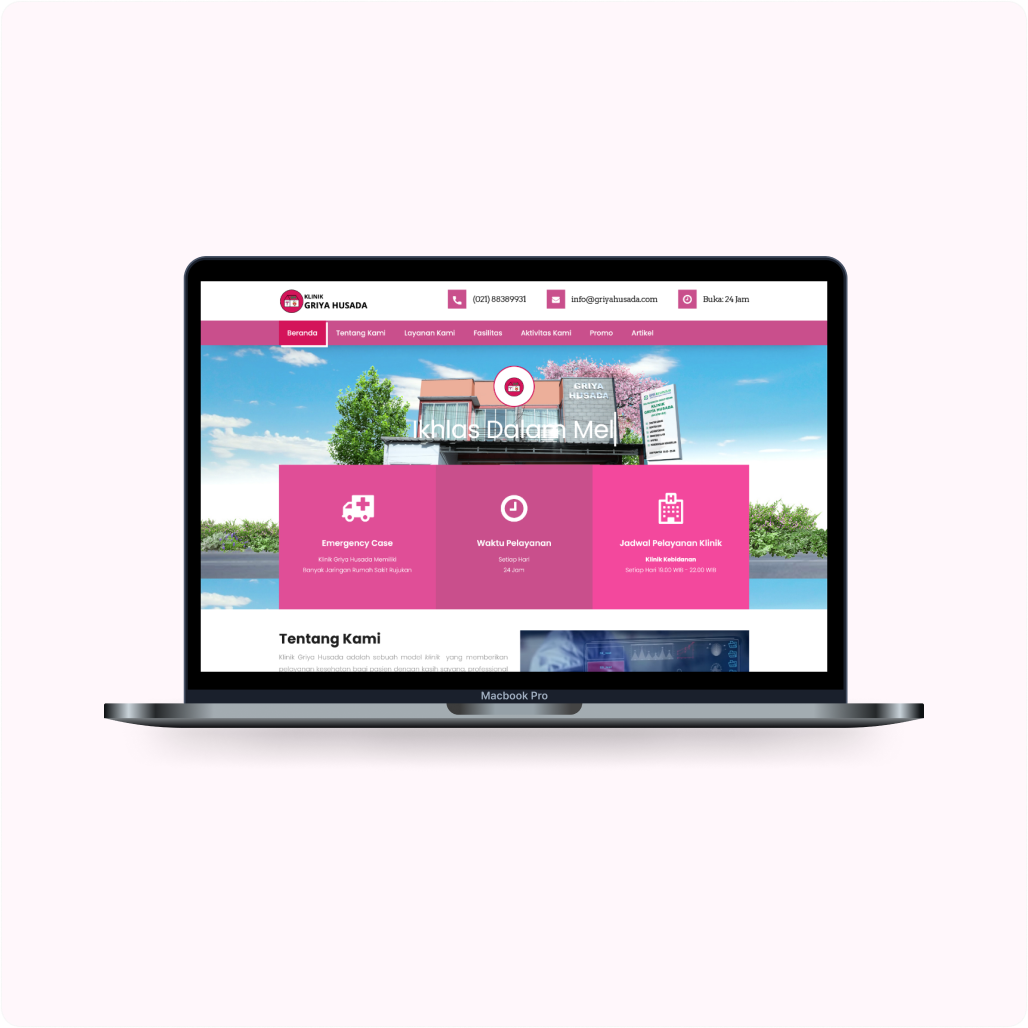 KLINIK
GRIYA HUSADA
(021) 88389931
info@griyahusada.com
Buka: 24 Jam
Beranda
Tentang Kami
Layanan Kami
Fasilitas
Aktivitas Kami
Promo
Artikel
GRIYA
HUSADA
KLINIK
GRIYA HUSADA
Ikhlas Dalam Mel
Emergency Case
Klinik Griya Husada Memiliki
Banyak Jaringan Rumah Sakit Rujukan
Waktu Pelayanan
Setiap Hari
24 Jam
Jadwal Pelayanan Klinik
Klinik Kebidanan
Setiap Hari 19.00 WIB - 22.00 WIB
Tentang Kami
Klinik Griya Husada adalah sebuah model klinik yang memberikan
pelayanan kesehatan bagi pasien dengan kasih sayang, professional
Macbook Pro